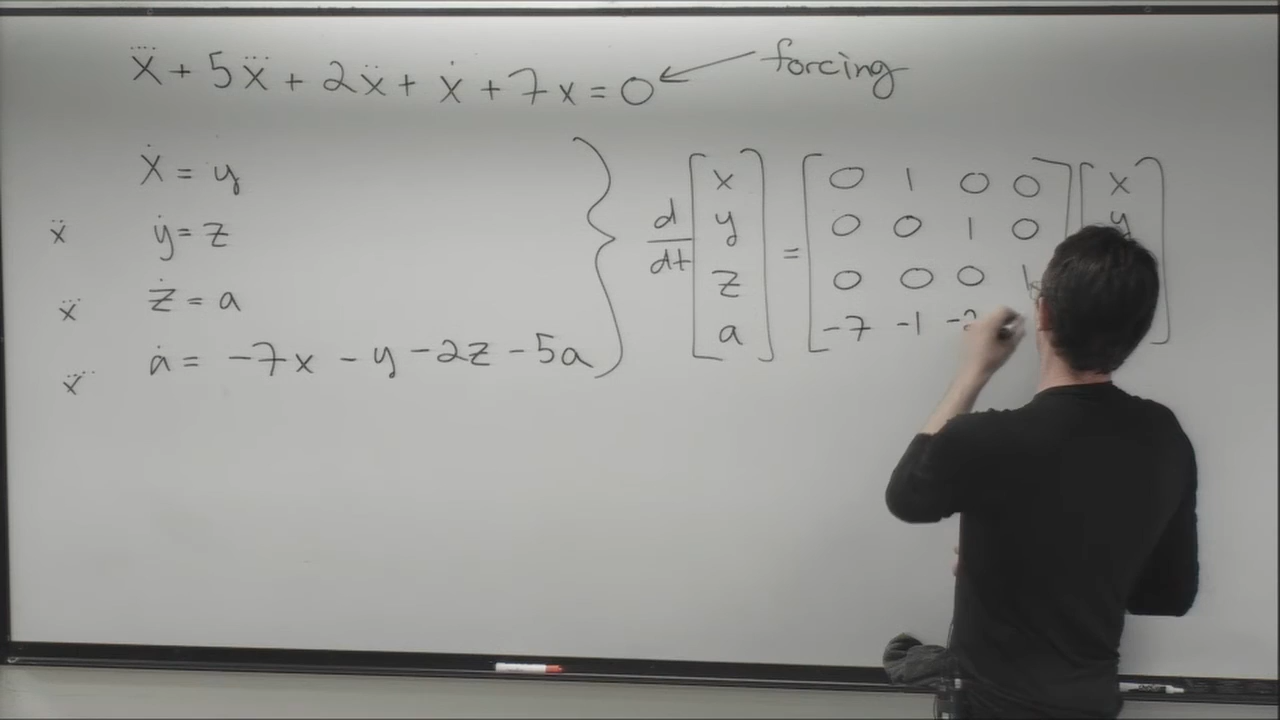 ẍ̈ + 5x⃛ + 2ẍ + ẋ + 7x = 0 ← forcing
ẋ = y
ẍ ẏ = z
x⃛ ż = a
ẍ̈ ȧ = -7x - y - 2z - 5a
d/dt [x y z a] = [0 1 0 0
0 0 1 0
0 0 0 1
-7 -1 -2] [x y]